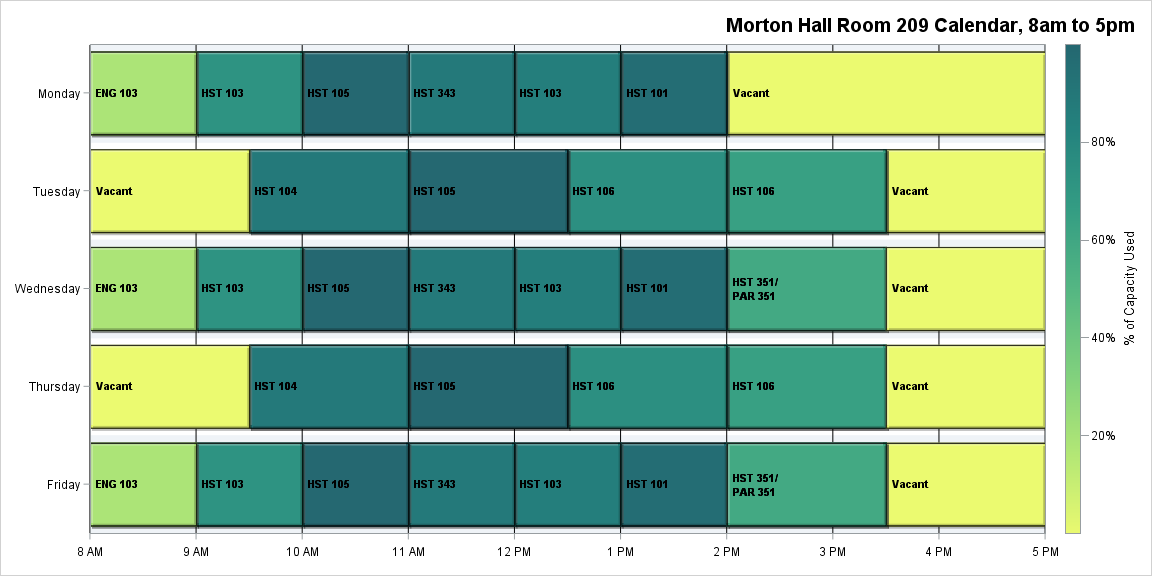 Morton Hall Room 209 Calendar, 8am to 5pm
Monday
ENG 103
HST 103
HST 105
HST 343
HST 103
HST 101
Vacant
Tuesday
Vacant
HST 104
HST 105
HST 106
HST 106
Vacant
Wednesday
ENG 103
HST 103
HST 105
HST 343
HST 103
HST 101
HST 351/
PAR 351
Vacant
Thursday
Vacant
HST 104
HST 105
HST 106
HST 106
Vacant
Friday
ENG 103
HST 103
HST 105
HST 343
HST 103
HST 101
HST 351/
PAR 351
Vacant
8 AM
9 AM
10 AM
11 AM
12 PM
1 PM
2 PM
3 PM
4 PM
5 PM
80%
60%
40%
20%
% of Capacity Used